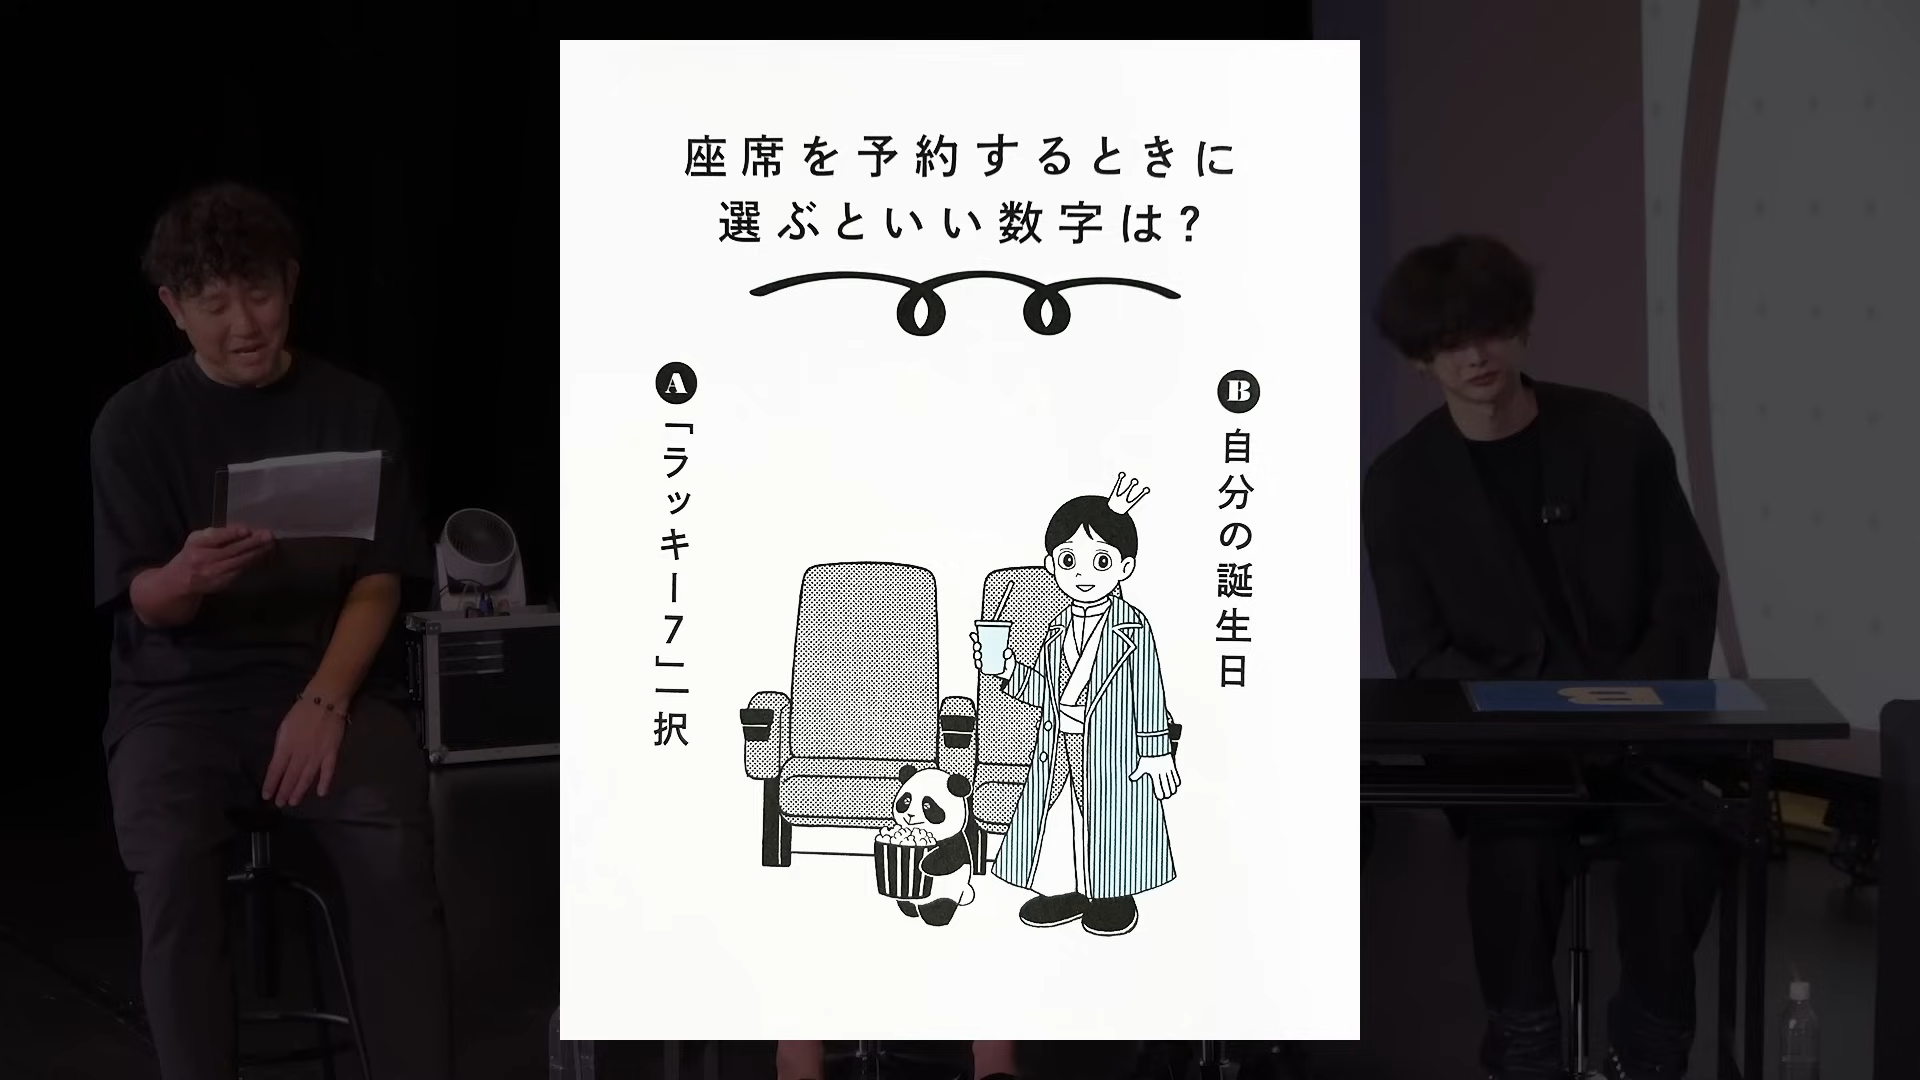 座席を予約するときに
選ぶといい数字は？
A
「ラッキー7」一択
B
自分の誕生日